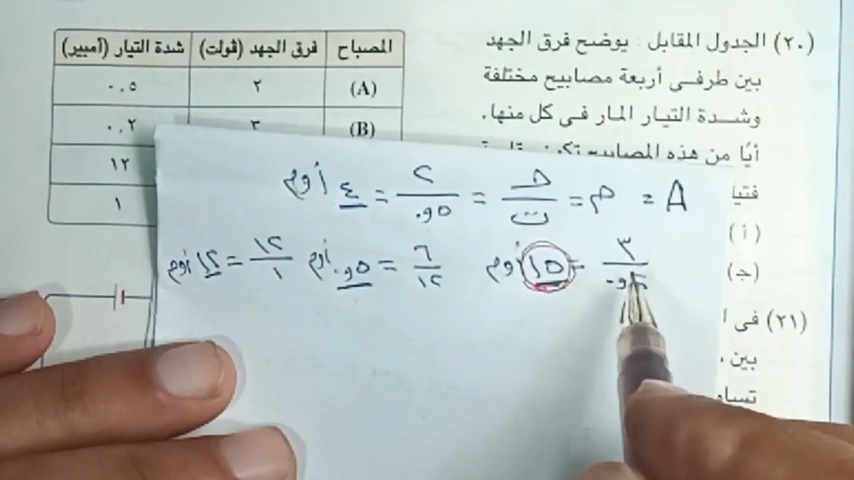 (٢٠) الجدول المقابل : يوضح فرق الجهد
بين طرفى أربعة مصابيح مختلفة
وشدة التيار المار فى كل منها.
أيًا من هذه المصابيح
فتيا
(أ)
(ج)
المصباح فرق الجهد (ڤولت) شدة التيار (أمبير)
(A) ٢ ٠,٥
(B) ٣ ٠,٢
١٢
١
A = م = جـ / ت = ٢ / ٠,٥ = ٤ أوم
٣ / ٠,٢ = ١٥ أوم ٦ / ١٢ = ٠,٥ أوم ١٢ / ١ = ١٢ أوم
(٢١) فى ا
بين
تساو